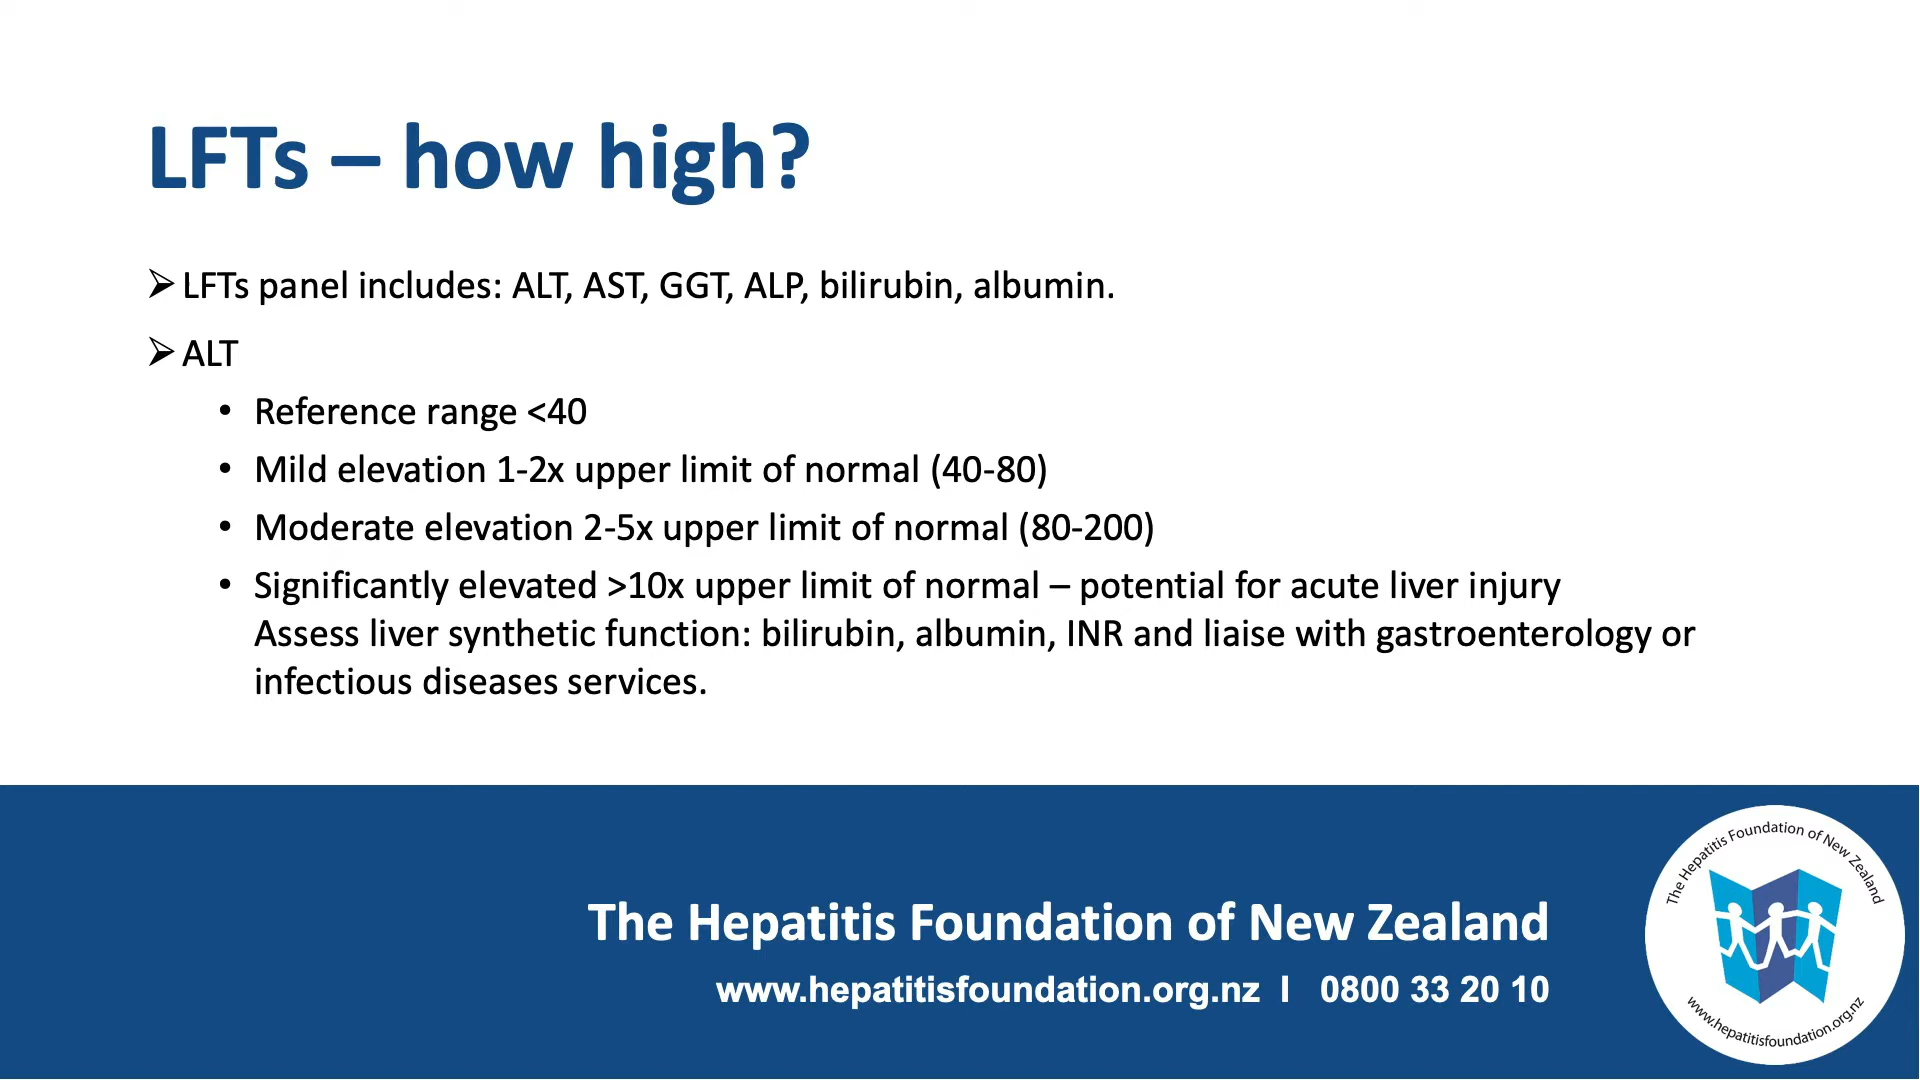 LFTs – how high?
➢ LFTs panel includes: ALT, AST, GGT, ALP, bilirubin, albumin.
➢ ALT
• Reference range <40
• Mild elevation 1-2x upper limit of normal (40-80)
• Moderate elevation 2-5x upper limit of normal (80-200)
• Significantly elevated >10x upper limit of normal – potential for acute liver injury
Assess liver synthetic function: bilirubin, albumin, INR and liaise with gastroenterology or
infectious diseases services.
The Hepatitis Foundation of New Zealand
www.hepatitisfoundation.org.nz I 0800 33 20 10
The Hepatitis Foundation of New Zealand
www.hepatitisfoundation.org.nz